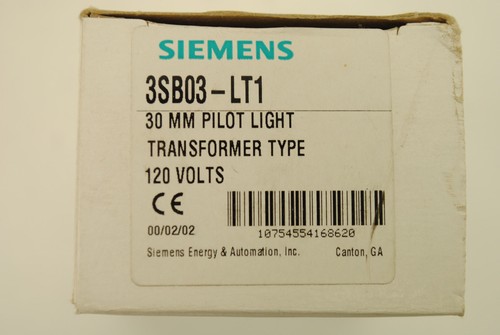 SIEMENS
3SB03-LT1
30 MM PILOT LIGHT
TRANSFORMER TYPE
120 VOLTS
CE
00/02/02
10754554168620
Siemens Energy & Automation, Inc. Canton, GA